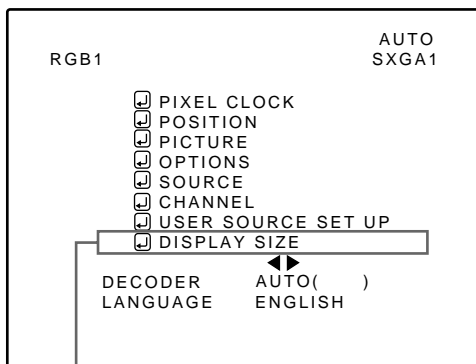 AUTO
RGB1 SXGA1
PIXEL CLOCK
POSITION
PICTURE
OPTIONS
SOURCE
CHANNEL
USER SOURCE SET UP
DISPLAY SIZE
DECODER AUTO( )
LANGUAGE ENGLISH